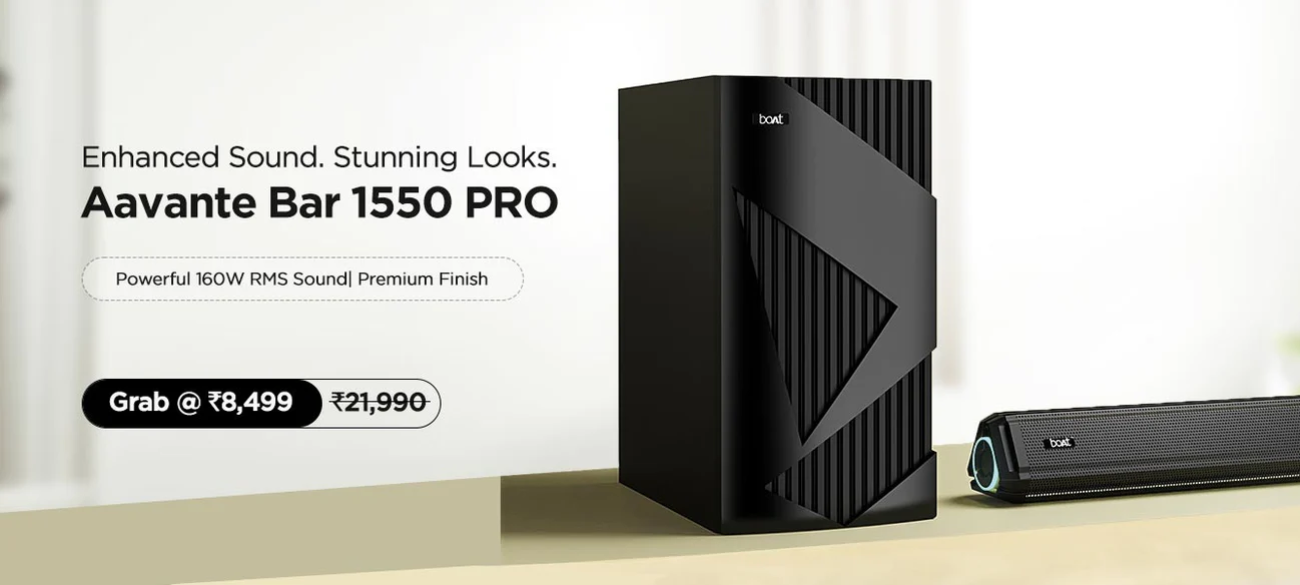 Enhanced Sound. Stunning Looks.
Aavante Bar 1550 PRO
Powerful 160W RMS Sound| Premium Finish
Grab @ ₹8,499 ₹21,990
boAt
boAt